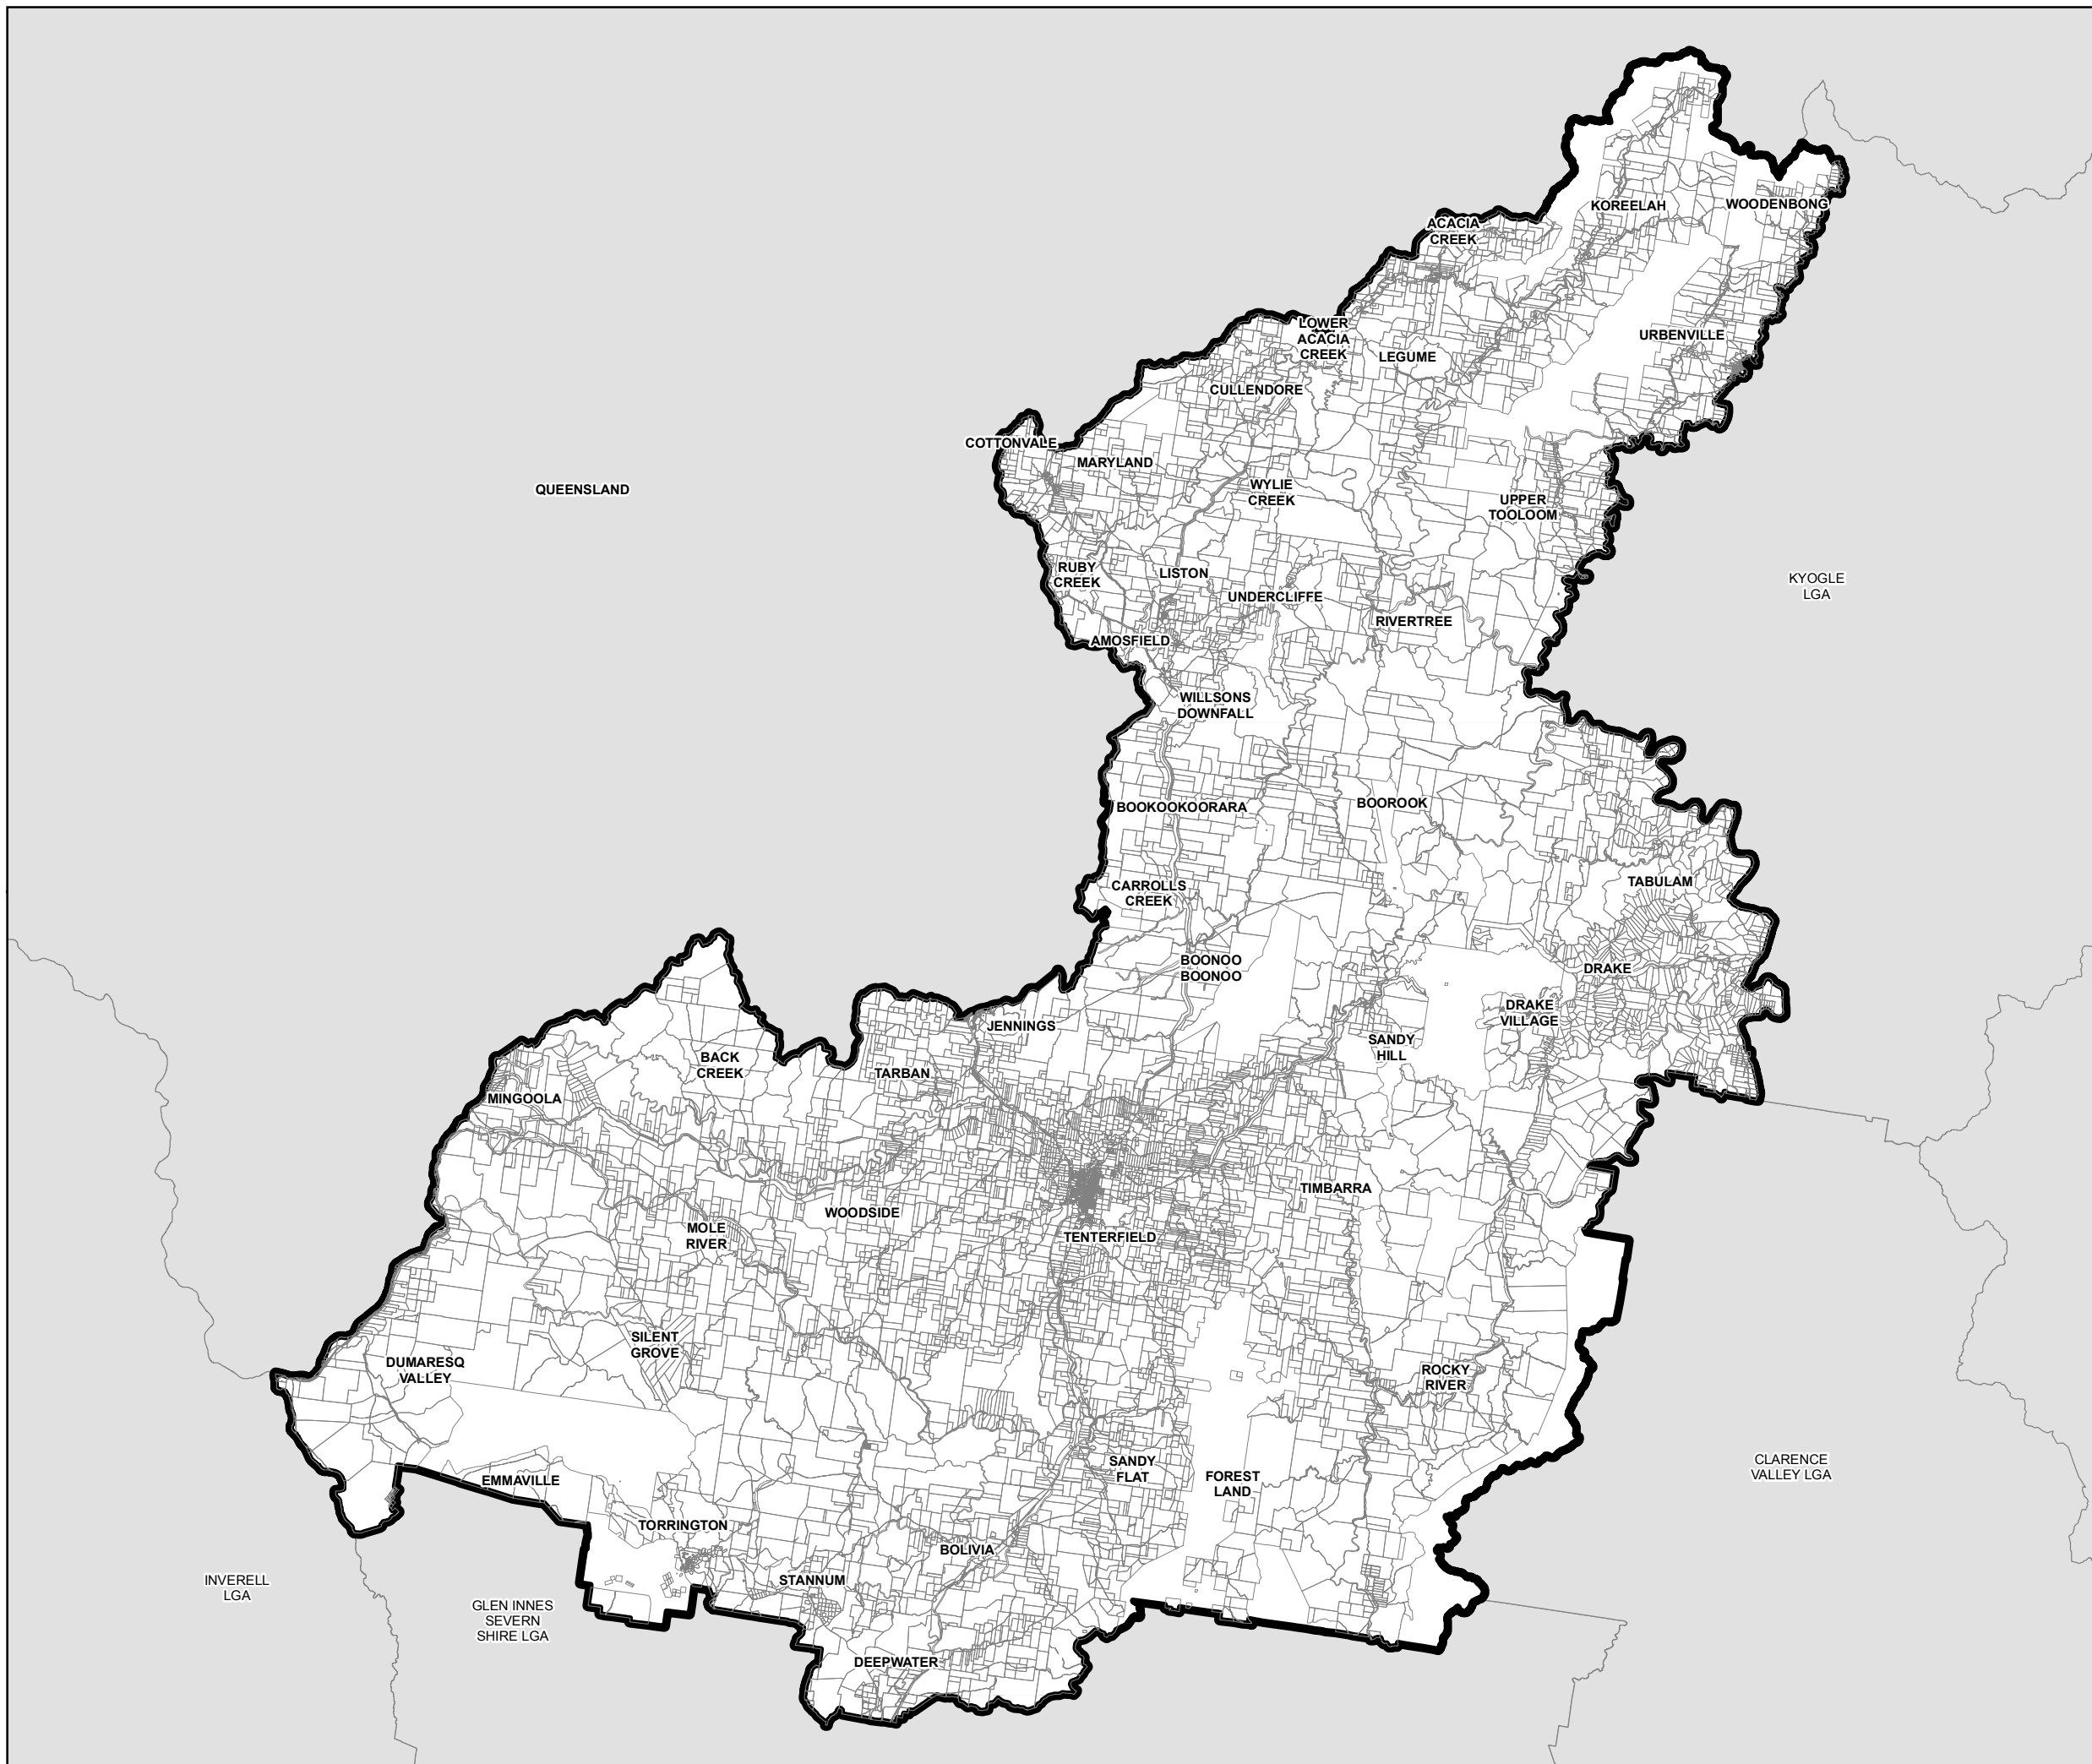 KOREELAH
WOODENBONG
ACACIA
CREEK
LOWER
ACACIA
CREEK
URBENVILLE
LEGUME
CULLENDORE
COTTONVALE
MARYLAND
QUEENSLAND
WYLIE
CREEK
UPPER
TOOLOOM
RUBY
CREEK
LISTON
UNDERCLIFFE
KYOGLE
LGA
RIVERTREE
AMOSFIELD
WILLSONS
DOWNFALL
BOOKOOKOORARA
BOOROOK
CARROLLS
CREEK
TABULAM
BOONOO
BOONOO
DRAKE
DRAKE
VILLAGE
JENNINGS
SANDY
HILL
BACK
CREEK
TARBAN
MINGOOLA
TIMBARRA
WOODSIDE
MOLE
RIVER
TENTERFIELD
SILENT
GROVE
DUMARESQ
VALLEY
ROCKY
RIVER
SANDY
FLAT
CLARENCE
VALLEY LGA
EMMAVILLE
FOREST
LAND
TORRINGTON
BOLIVIA
STANNUM
INVERELL
LGA
GLEN INNES
SEVERN
SHIRE LGA
DEEPWATER